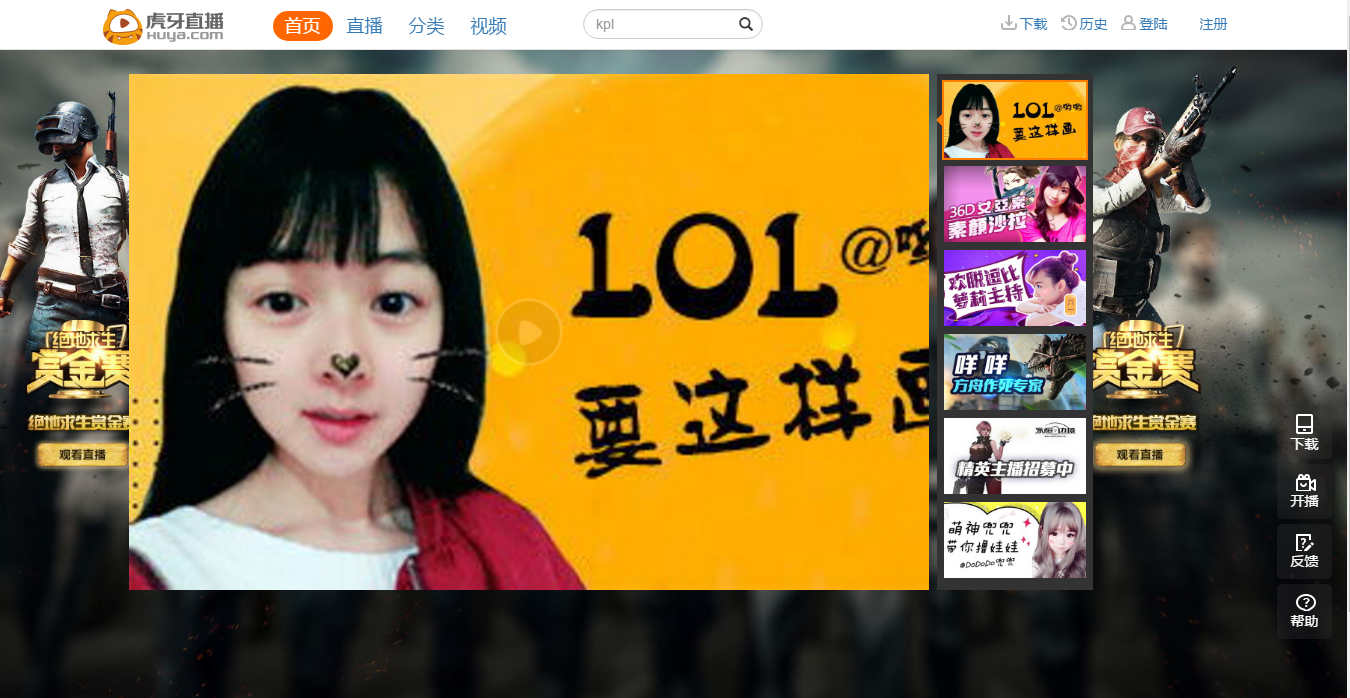 虎牙直播
HUYA.com
首页
直播
分类
视频
kpl
下载
历史
登陆
注册
LOL@
要这样画
LOL@哟哟
要这样画
36D女亞索
素顔沙拉
欢脱逗比
萝莉主持
咩咩
方舟作死专家
精英主播招募中
萌神兜兜
带你撞娃娃
@DoDoDo兜兜
「绝地求生」
赏金赛
绝地求生赏金赛
观看直播
「绝地求生」
赏金赛
绝地求生赏金赛
观看直播
下载
开播
反馈
帮助